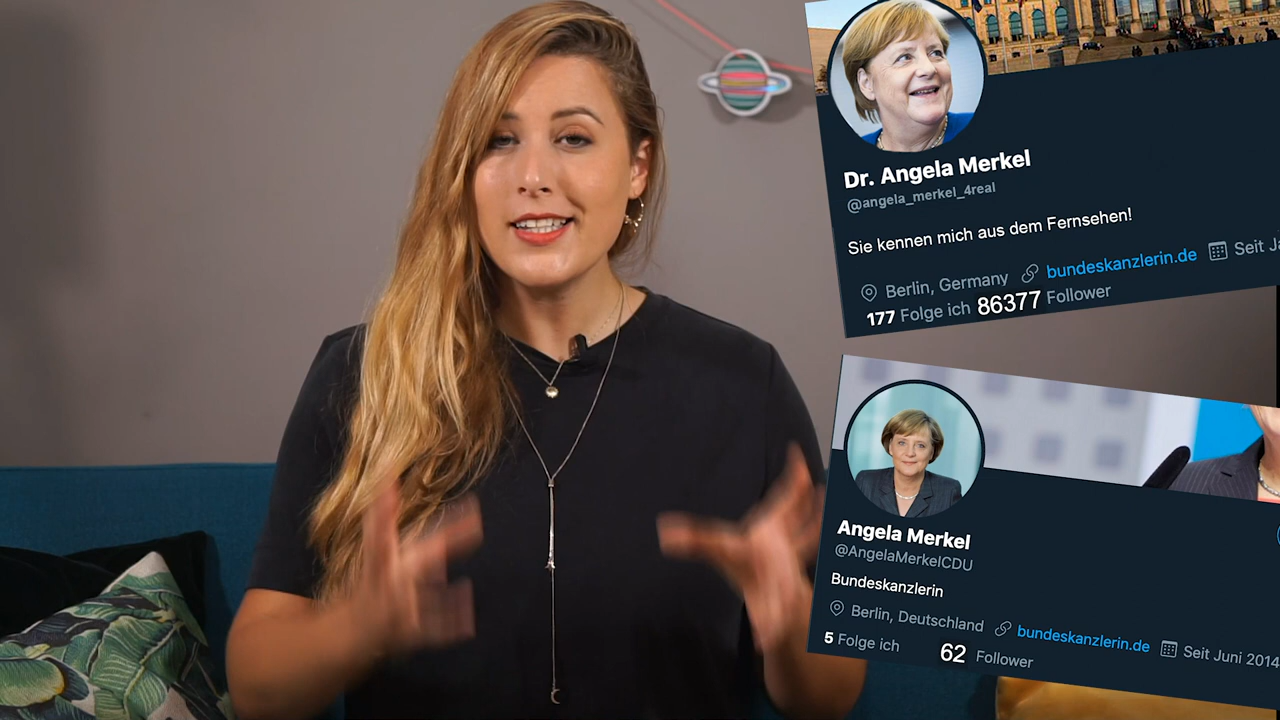 Dr. Angela Merkel
@angela_merkel_4real
Sie kennen mich aus dem Fernsehen!
Berlin, Germany bundeskanzlerin.de Seit
177 Folge ich 86377 Follower
Angela Merkel
@AngelaMerkelCDU
Bundeskanzlerin
Berlin, Deutschland bundeskanzlerin.de Seit Juni 2014
5 Folge ich 62 Follower